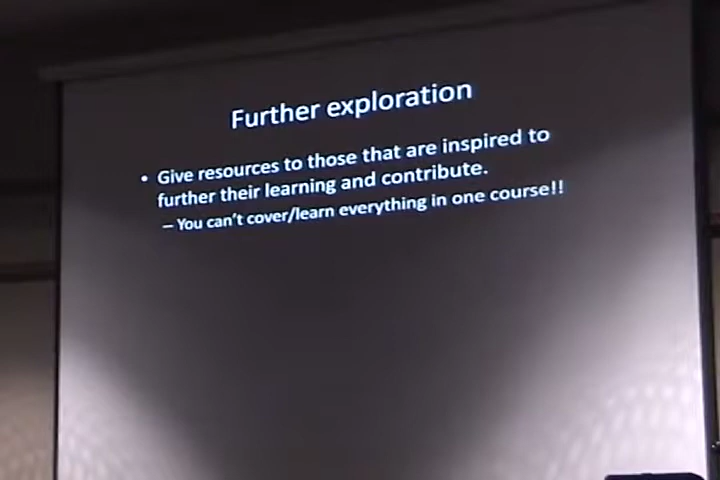 Further exploration
• Give resources to those that are inspired to
further their learning and contribute.
– You can't cover/learn everything in one course!!